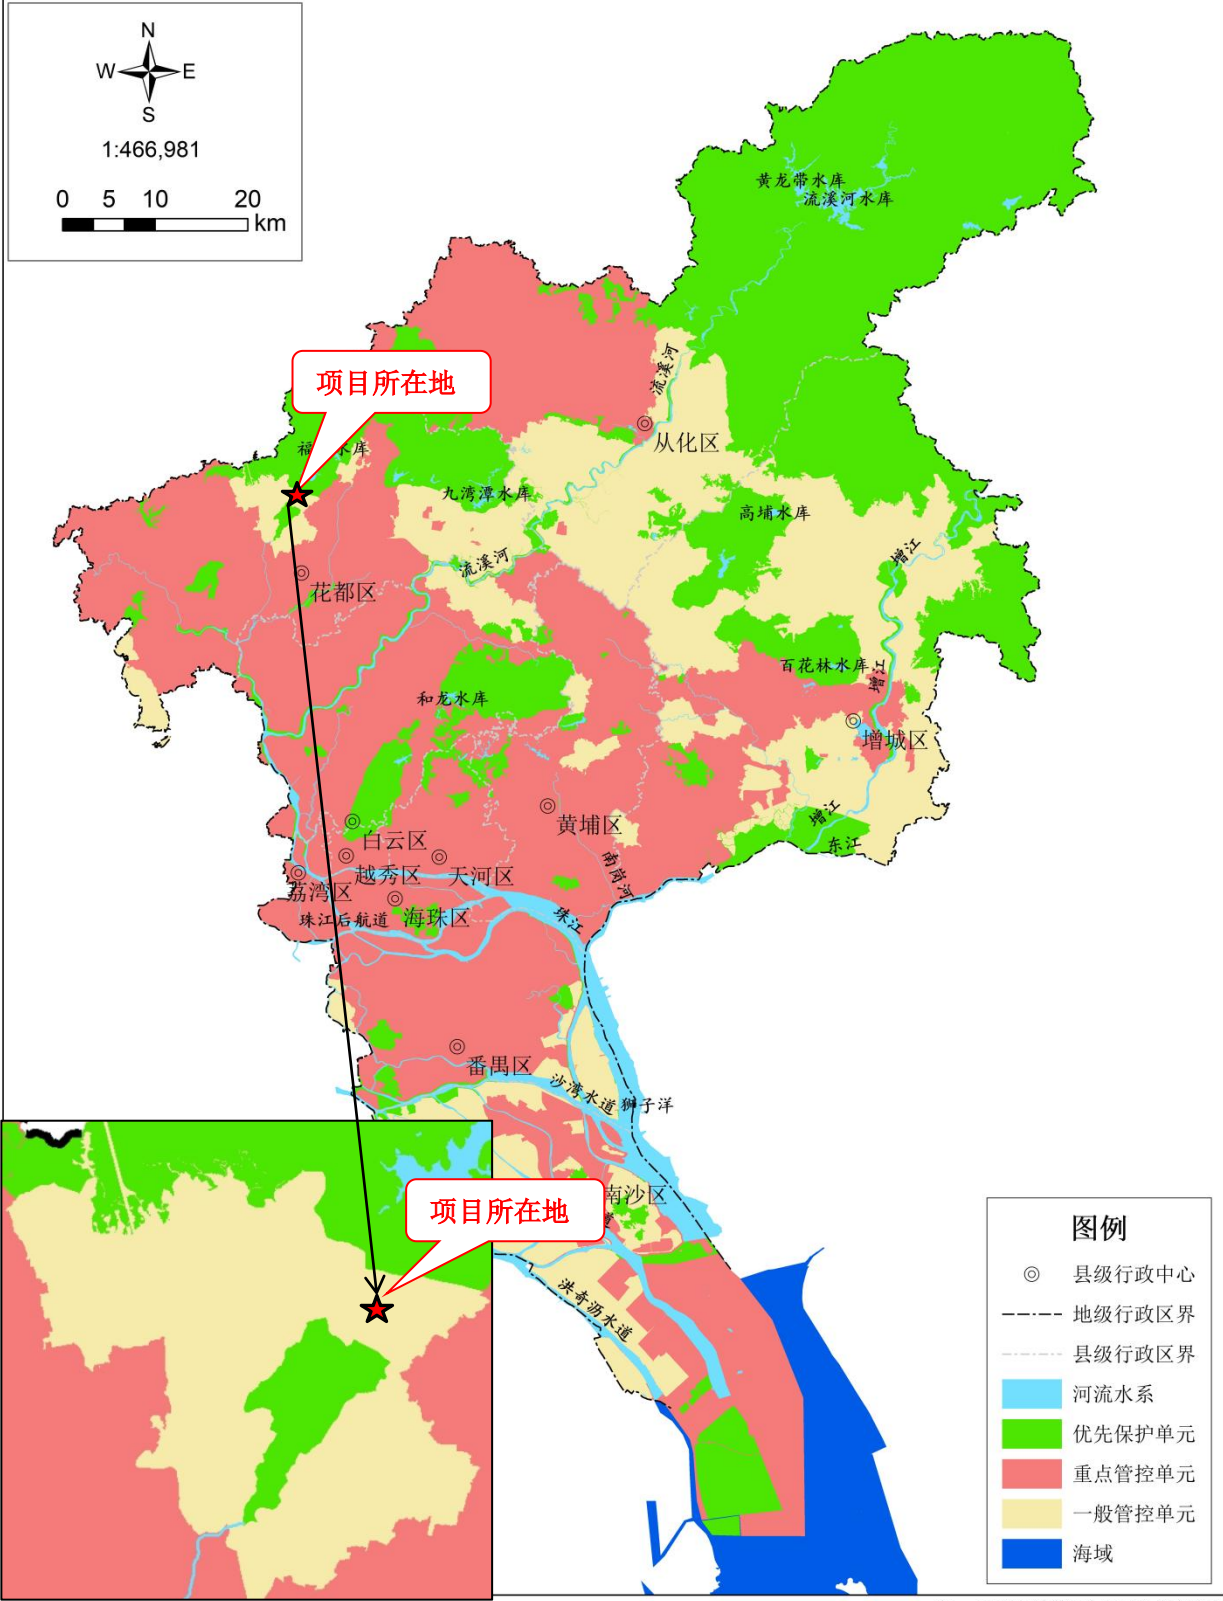 N
W E
S
1:466,981
0 5 10 20
km
黄龙带水库
流溪河水库
项目所在地
流溪河
从化区
福
水库
九湾潭水库
高埔水库
增江
流溪河
花都区
百花林水库
增江
和龙水库
增城区
增江
黄埔区
白云区
东江
越秀区
天河区
南岗河
荔湾区
海珠区
珠江后航道
珠江
番禺区
沙湾水道
狮子洋
南沙区
项目所在地
道
洪奇沥水道
图例
县级行政中心
地级行政区界
县级行政区界
河流水系
优先保护单元
重点管控单元
一般管控单元
海域